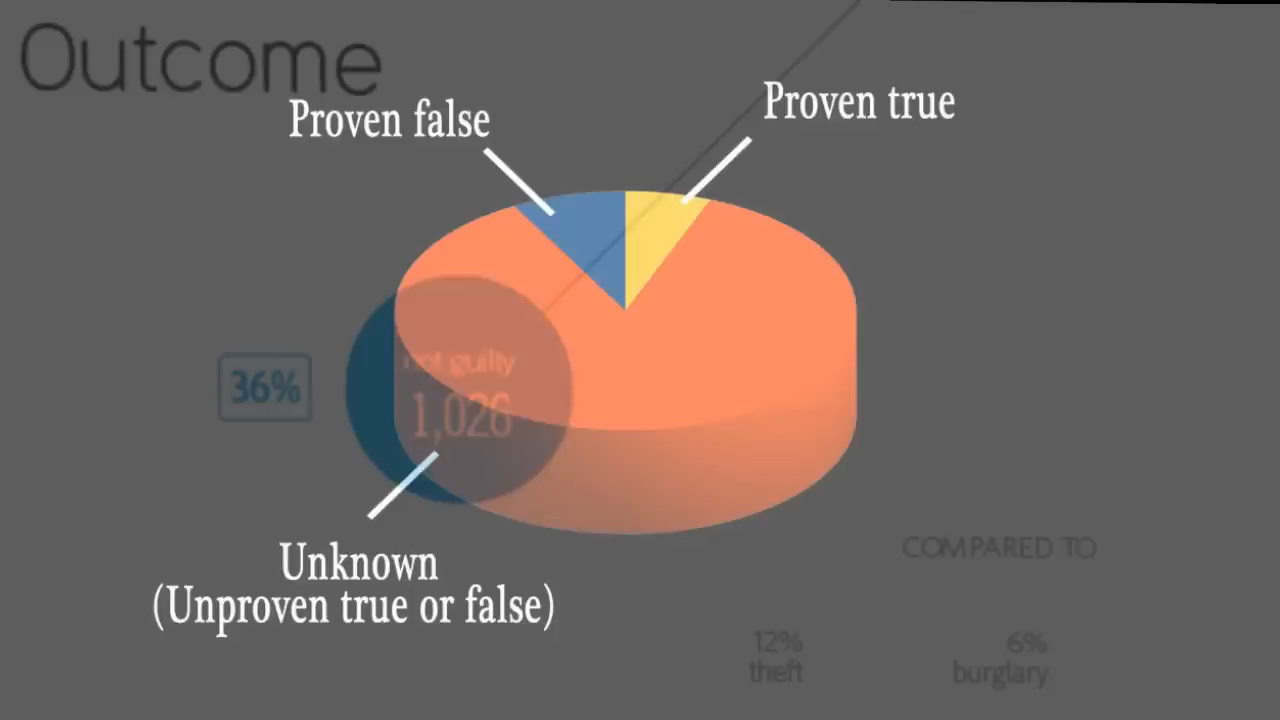 Outcome
Proven false
Proven true
36%
not guilty
1,026
Unknown
(Unproven true or false)
COMPARED TO
12%
theft
6%
burglary